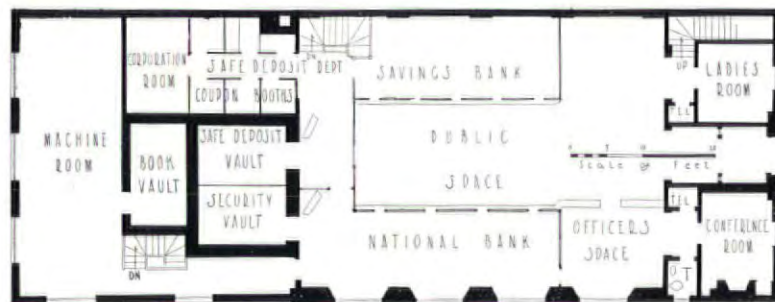 MACHINE
ROOM
CORPORATION
ROOM
SAFE DEPOSIT DEPT
COUPON BOOTHS
DN
BOOK
VAULT
SAFE DEPOSIT
VAULT
SECURITY
VAULT
DN
SAVINGS BANK
PUBLIC
SPACE
NATIONAL BANK
Scale of Feet
OFFICERS
SPACE
UP
LADIES
ROOM
TEL
TEL
CONFERENCE
ROOM
T